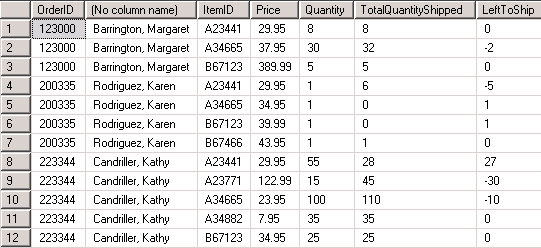 OrderID (No column name) ItemID Price Quantity TotalQuantityShipped LeftToShip
1 123000 Barrington, Margaret A23441 29.95 8 8 0
2 123000 Barrington, Margaret A34665 37.95 30 32 -2
3 123000 Barrington, Margaret B67123 389.99 5 5 0
4 200335 Rodriguez, Karen A23441 29.95 1 6 -5
5 200335 Rodriguez, Karen A34665 34.95 1 0 1
6 200335 Rodriguez, Karen B67123 39.99 1 0 1
7 200335 Rodriguez, Karen B67466 43.95 1 1 0
8 223344 Candriller, Kathy A23441 29.95 55 28 27
9 223344 Candriller, Kathy A23771 122.99 15 45 -30
10 223344 Candriller, Kathy A34665 23.95 100 110 -10
11 223344 Candriller, Kathy A34882 7.95 35 35 0
12 223344 Candriller, Kathy B67123 34.95 25 25 0